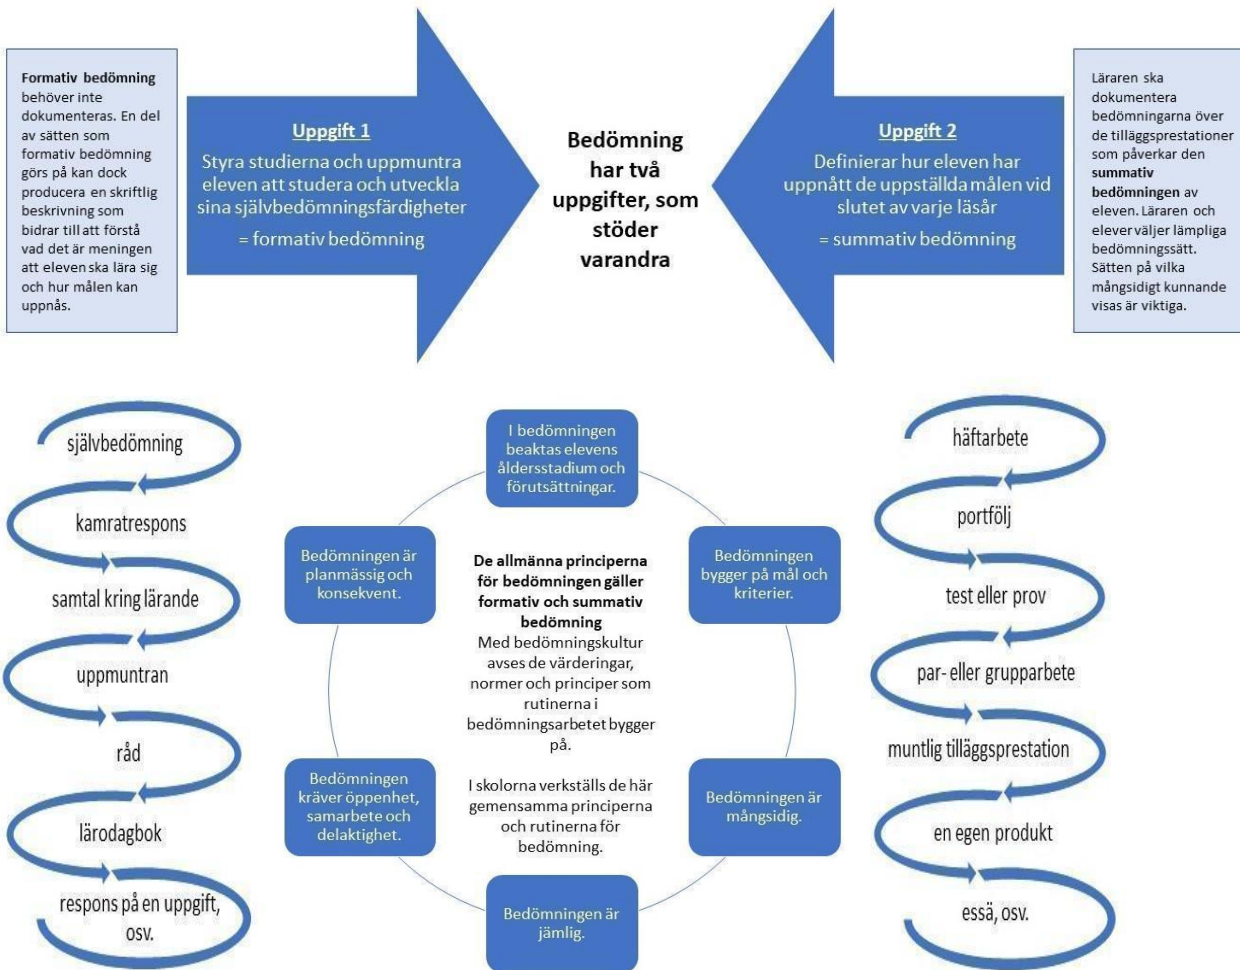 Formativ bedömning
behöver inte
dokumenteras. En del
av sätten som
formativ bedömning
görs på kan dock
producera en skriftlig
beskrivning som
bidrar till att förstå
vad det är meningen
att eleven ska lära sig
och hur målen kan
uppnås.
Uppgift 1
Styra studierna och uppmuntra
eleven att studera och utveckla
sina självbedömningsfärdigheter
= formativ bedömning
Bedömning
har två
uppgifter, som
stöder
varandra
Uppgift 2
Definierar hur eleven har
uppnått de uppställda målen vid
slutet av varje läsår
= summativ bedömning
Läraren ska
dokumentera
bedömningarna över
de tilläggsprestationer
som påverkar den
summativ
bedömningen av
eleven. Läraren och
elever väljer lämpliga
bedömningssätt.
Sätten på vilka
mångsidigt kunnande
visas är viktiga.
självbedömning
kamratrespons
samtal kring lärande
uppmuntran
råd
lärodagbok
respons på en uppgift,
osv.
I bedömningen
beaktas elevens
åldersstadium och
förutsättningar.
Bedömningen
bygger på mål och
kriterier.
Bedömningen är
mångsidig.
Bedömningen är
jämlig.
Bedömningen
kräver öppenhet,
samarbete och
delaktighet.
Bedömningen är
planmässig och
konsekvent.
De allmänna principerna
för bedömningen gäller
formativ och summativ
bedömning
Med bedömningskultur
avses de värderingar,
normer och principer som
rutinerna i
bedömningsarbetet bygger
på.
I skolorna verkställs de här
gemensamma principerna
och rutinerna för
bedömning.
häftarbete
portfölj
test eller prov
par- eller grupparbete
muntlig tilläggsprestation
en egen produkt
essä, osv.